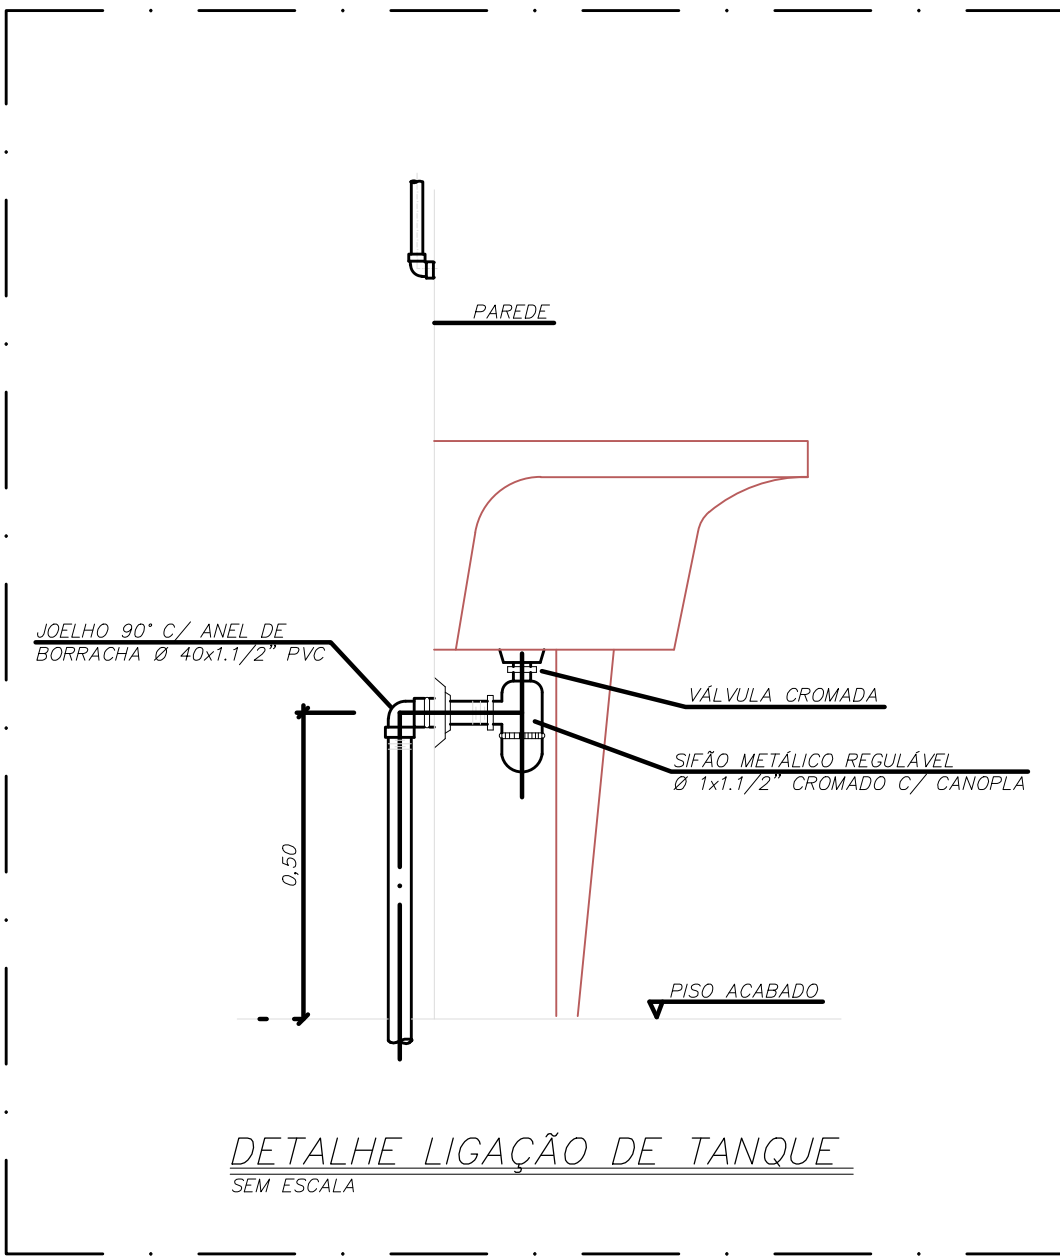 PAREDE
JOELHO 90° C/ ANEL DE
BORRACHA Ø 40x1.1/2" PVC
VÁLVULA CROMADA
SIFÃO METÁLICO REGULÁVEL
Ø 1x1.1/2" CROMADO C/ CANOPLA
0,50
PISO ACABADO
DETALHE LIGAÇÃO DE TANQUE
SEM ESCALA